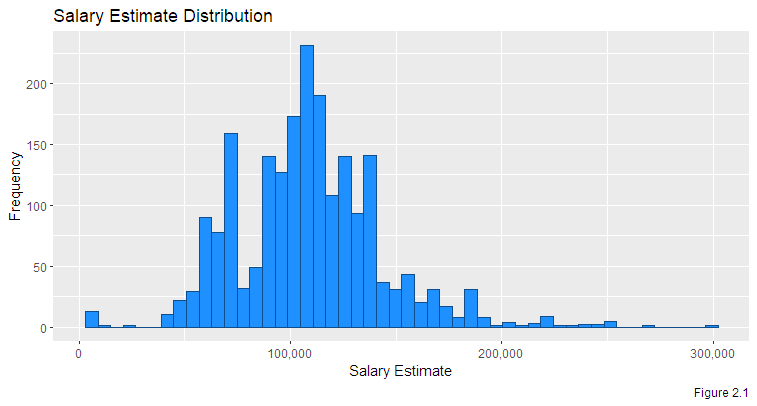 Salary Estimate Distribution
Frequency
200
150
100
50
0
0 100,000 200,000 300,000
Salary Estimate
Figure 2.1